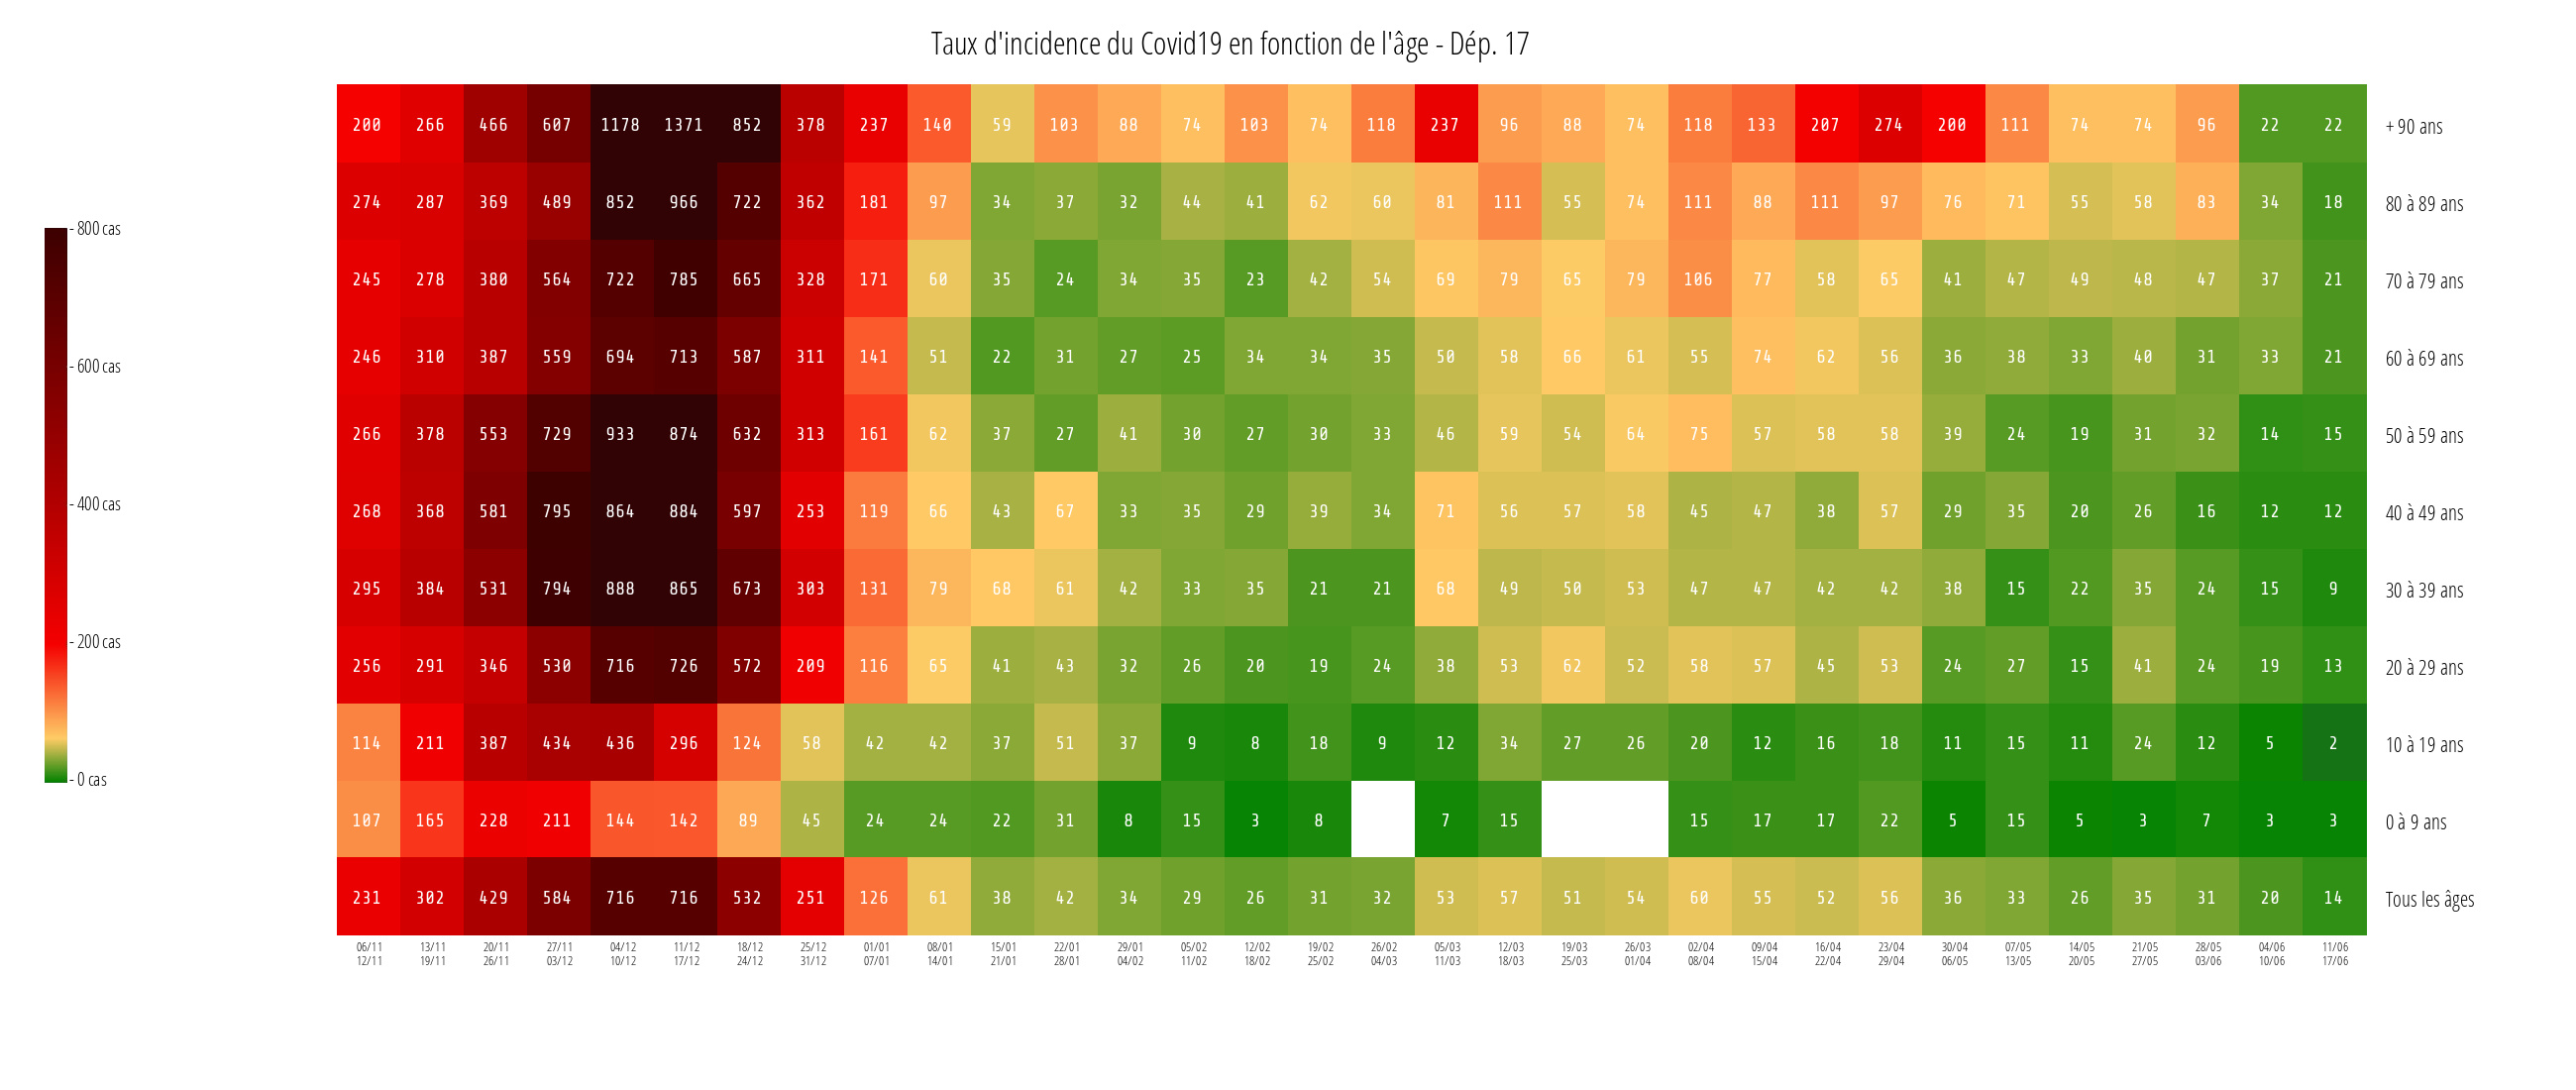 Taux d'incidence du Covid19 en fonction de l'âge - Dép. 17
200 266 466 607 1178 1371 852 378 237 140 59 103 88 74 103 74 118 237 96 88 74 118 133 207 274 200 111 74 74 96 22 22 + 90 ans
274 287 369 489 852 966 722 362 181 97 34 37 32 44 41 62 60 81 111 55 74 111 88 111 97 76 71 55 58 83 34 18 80 à 89 ans
- 800 cas
245 278 380 564 722 785 665 328 171 60 35 24 34 35 23 42 54 69 79 65 79 106 77 58 65 41 47 49 48 47 37 21 70 à 79 ans
246 310 387 559 694 713 587 311 141 51 22 31 27 25 34 34 35 50 58 66 61 55 74 62 56 36 38 33 40 31 33 21 60 à 69 ans
- 600 cas
266 378 553 729 933 874 632 313 161 62 37 27 41 30 27 30 33 46 59 54 64 75 57 58 58 39 24 19 31 32 14 15 50 à 59 ans
- 400 cas
268 368 581 795 864 884 597 253 119 66 43 67 33 35 29 39 34 71 56 57 58 45 47 38 57 29 35 20 26 16 12 12 40 à 49 ans
295 384 531 794 888 865 673 303 131 79 68 61 42 33 35 21 21 68 49 50 53 47 47 42 42 38 15 22 35 24 15 9 30 à 39 ans
- 200 cas
256 291 346 530 716 726 572 209 116 65 41 43 32 26 20 19 24 38 53 62 52 58 57 45 53 24 27 15 41 24 19 13 20 à 29 ans
114 211 387 434 436 296 124 58 42 42 37 51 37 9 8 18 9 12 34 27 26 20 12 16 18 11 15 11 24 12 5 2 10 à 19 ans
- 0 cas
107 165 228 211 144 142 89 45 24 24 22 31 8 15 3 8 7 15 15 17 17 22 5 15 5 3 7 3 3 0 à 9 ans
231 302 429 584 716 716 532 251 126 61 38 42 34 29 26 31 32 53 57 51 54 60 55 52 56 36 33 26 35 31 20 14 Tous les âges
06/11 13/11 20/11 27/11 04/12 11/12 18/12 25/12 01/01 08/01 15/01 22/01 29/01 05/02 12/02 19/02 26/02 05/03 12/03 19/03 26/03 02/04 09/04 16/04 23/04 30/04 07/05 14/05 21/05 28/05 04/06 11/06
12/11 19/11 26/11 03/12 10/12 17/12 24/12 31/12 07/01 14/01 21/01 28/01 04/02 11/02 18/02 25/02 04/03 11/03 18/03 25/03 01/04 08/04 15/04 22/04 29/04 06/05 13/05 20/05 27/05 03/06 10/06 17/06